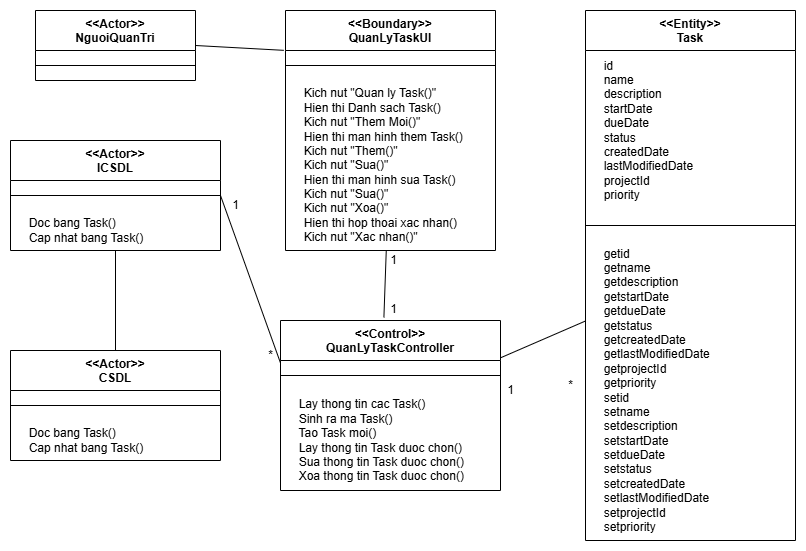 <<Actor>>
NguoiQuanTri
<<Boundary>>
QuanLyTaskUI
Kich nut "Quan ly Task()"
Hien thi Danh sach Task()
Kich nut "Them Moi()"
Hien thi man hinh them Task()
Kich nut "Them()"
Kich nut "Sua()"
Hien thi man hinh sua Task()
Kich nut "Sua()"
Kich nut "Xoa()"
Hien thi hop thoai xac nhan()
Kich nut "Xac nhan()"
<<Entity>>
Task
id
name
description
startDate
dueDate
status
createdDate
lastModifiedDate
projectId
priority
getid
getname
getdescription
getstartDate
getdueDate
getstatus
getcreatedDate
getlastModifiedDate
getprojectId
getpriority
setid
setname
setdescription
setstartDate
setdueDate
setstatus
setcreatedDate
setlastModifiedDate
setprojectId
setpriority
<<Actor>>
ICSDL
Doc bang Task()
Cap nhat bang Task()
1
*
1
1
<<Actor>>
CSDL
Doc bang Task()
Cap nhat bang Task()
<<Control>>
QuanLyTaskController
Lay thong tin cac Task()
Sinh ra ma Task()
Tao Task moi()
Lay thong tin Task duoc chon()
Sua thong tin Task duoc chon()
Xoa thong tin Task duoc chon()
1
*